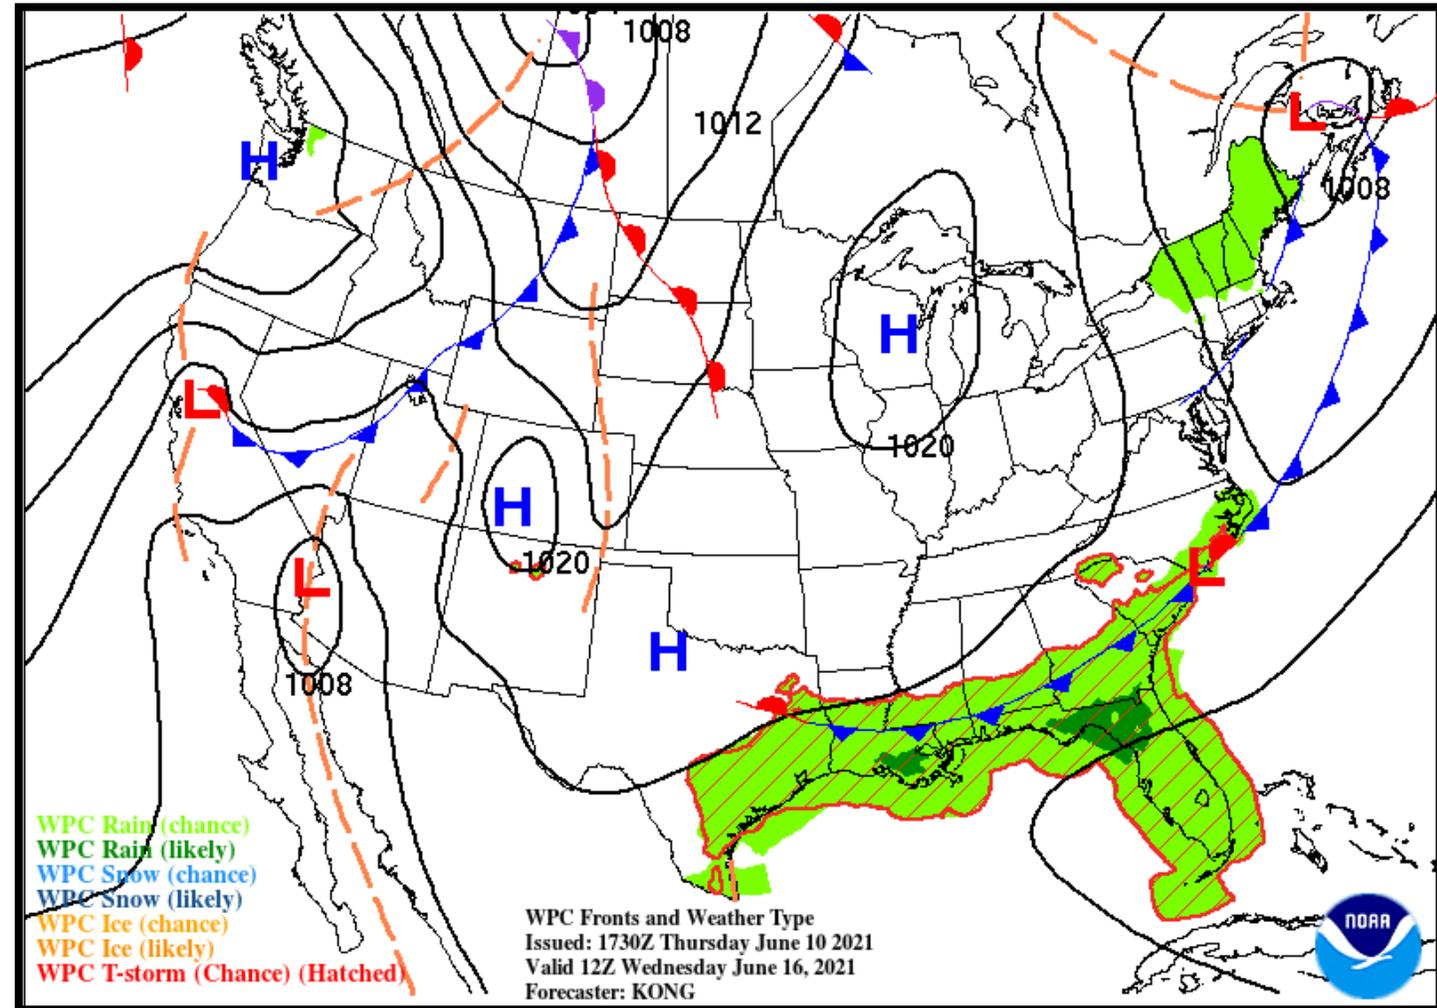 1008
1012
H
L
1008
H
L
1020
H
1020
L
L
H
1008
WPC Rain (chance)
WPC Rain (likely)
WPC Snow (chance)
WPC Snow (likely)
WPC Ice (chance)
WPC Ice (likely)
WPC T-storm (Chance) (Hatched)
WPC Fronts and Weather Type
Issued: 1730Z Thursday June 10 2021
Valid 12Z Wednesday June 16, 2021
Forecaster: KONG
NOAA